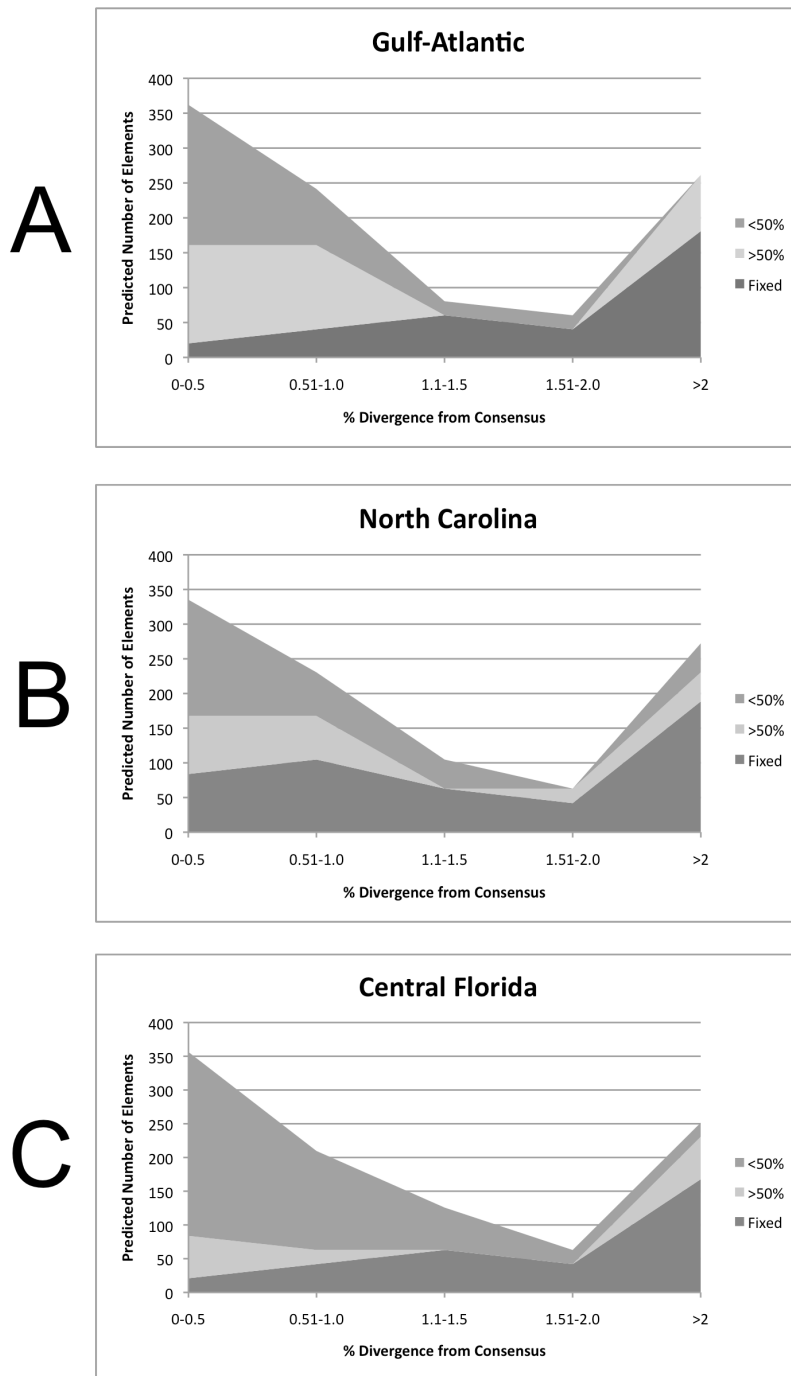 A
Gulf-Atlantic
Predicted Number of Elements
400
350
300
250
200
150
100
50
0
0-0.5 0.51-1.0 1.1-1.5 1.51-2.0 >2
% Divergence from Consensus
<50%
>50%
Fixed
B
North Carolina
Predicted Number of Elements
400
350
300
250
200
150
100
50
0
0-0.5 0.51-1.0 1.1-1.5 1.51-2.0 >2
% Divergence from Consensus
<50%
>50%
Fixed
C
Central Florida
Predicted Number of Elements
400
350
300
250
200
150
100
50
0
0-0.5 0.51-1.0 1.1-1.5 1.51-2.0 >2
% Divergence from Consensus
<50%
>50%
Fixed